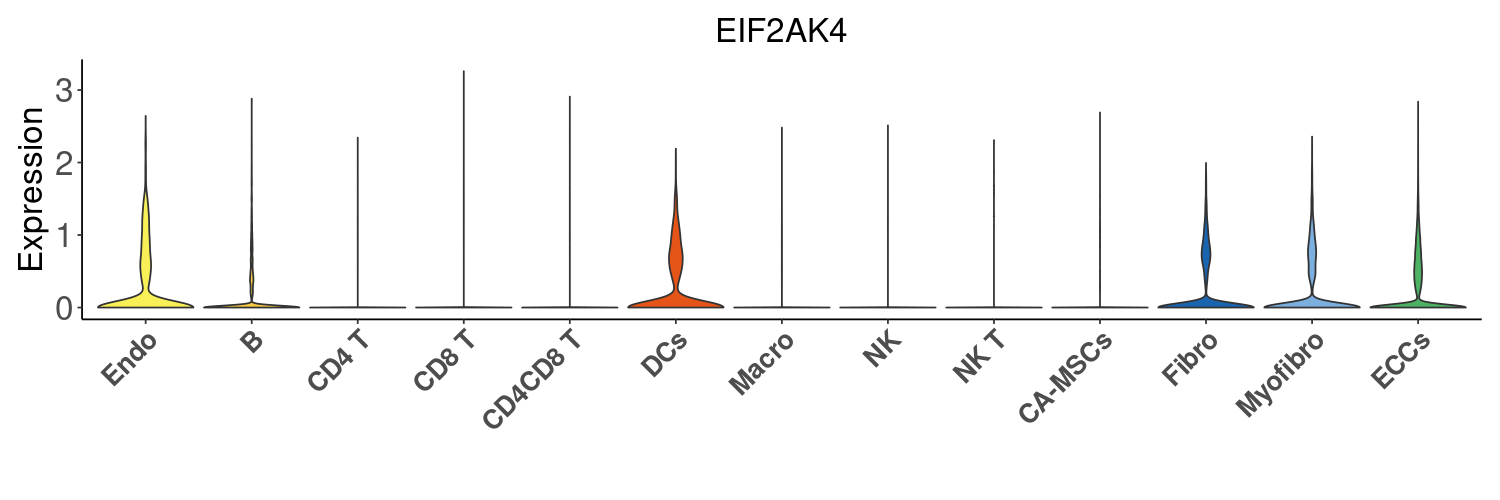 EIF2AK4
Expression
3
2
1
0
Endo
B
CD4 T
CD8 T
CD4CD8 T
DCs
Macro
NK
NK T
CA-MSCs
Fibro
Myofibro
ECCs